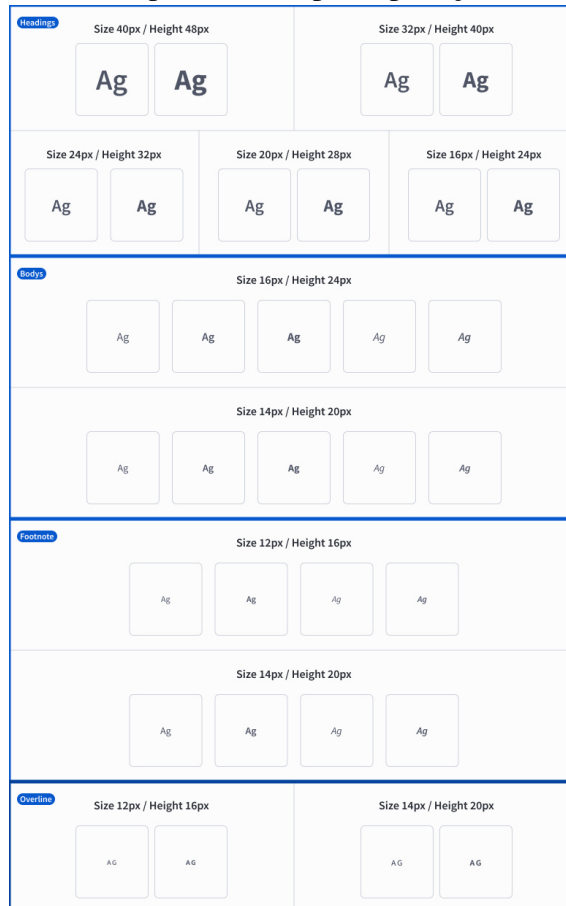 Headings
Size 40px / Height 48px
Size 32px / Height 40px
Ag Ag
Ag Ag
Size 24px / Height 32px
Size 20px / Height 28px
Size 16px / Height 24px
Ag Ag
Ag Ag
Ag Ag
Bodys
Size 16px / Height 24px
Ag Ag Ag Ag Ag
Size 14px / Height 20px
Ag Ag Ag Ag Ag
Footnote
Size 12px / Height 16px
Ag Ag Ag Ag
Size 14px / Height 20px
Ag Ag Ag Ag
Overline
Size 12px / Height 16px
Size 14px / Height 20px
AG AG
AG AG